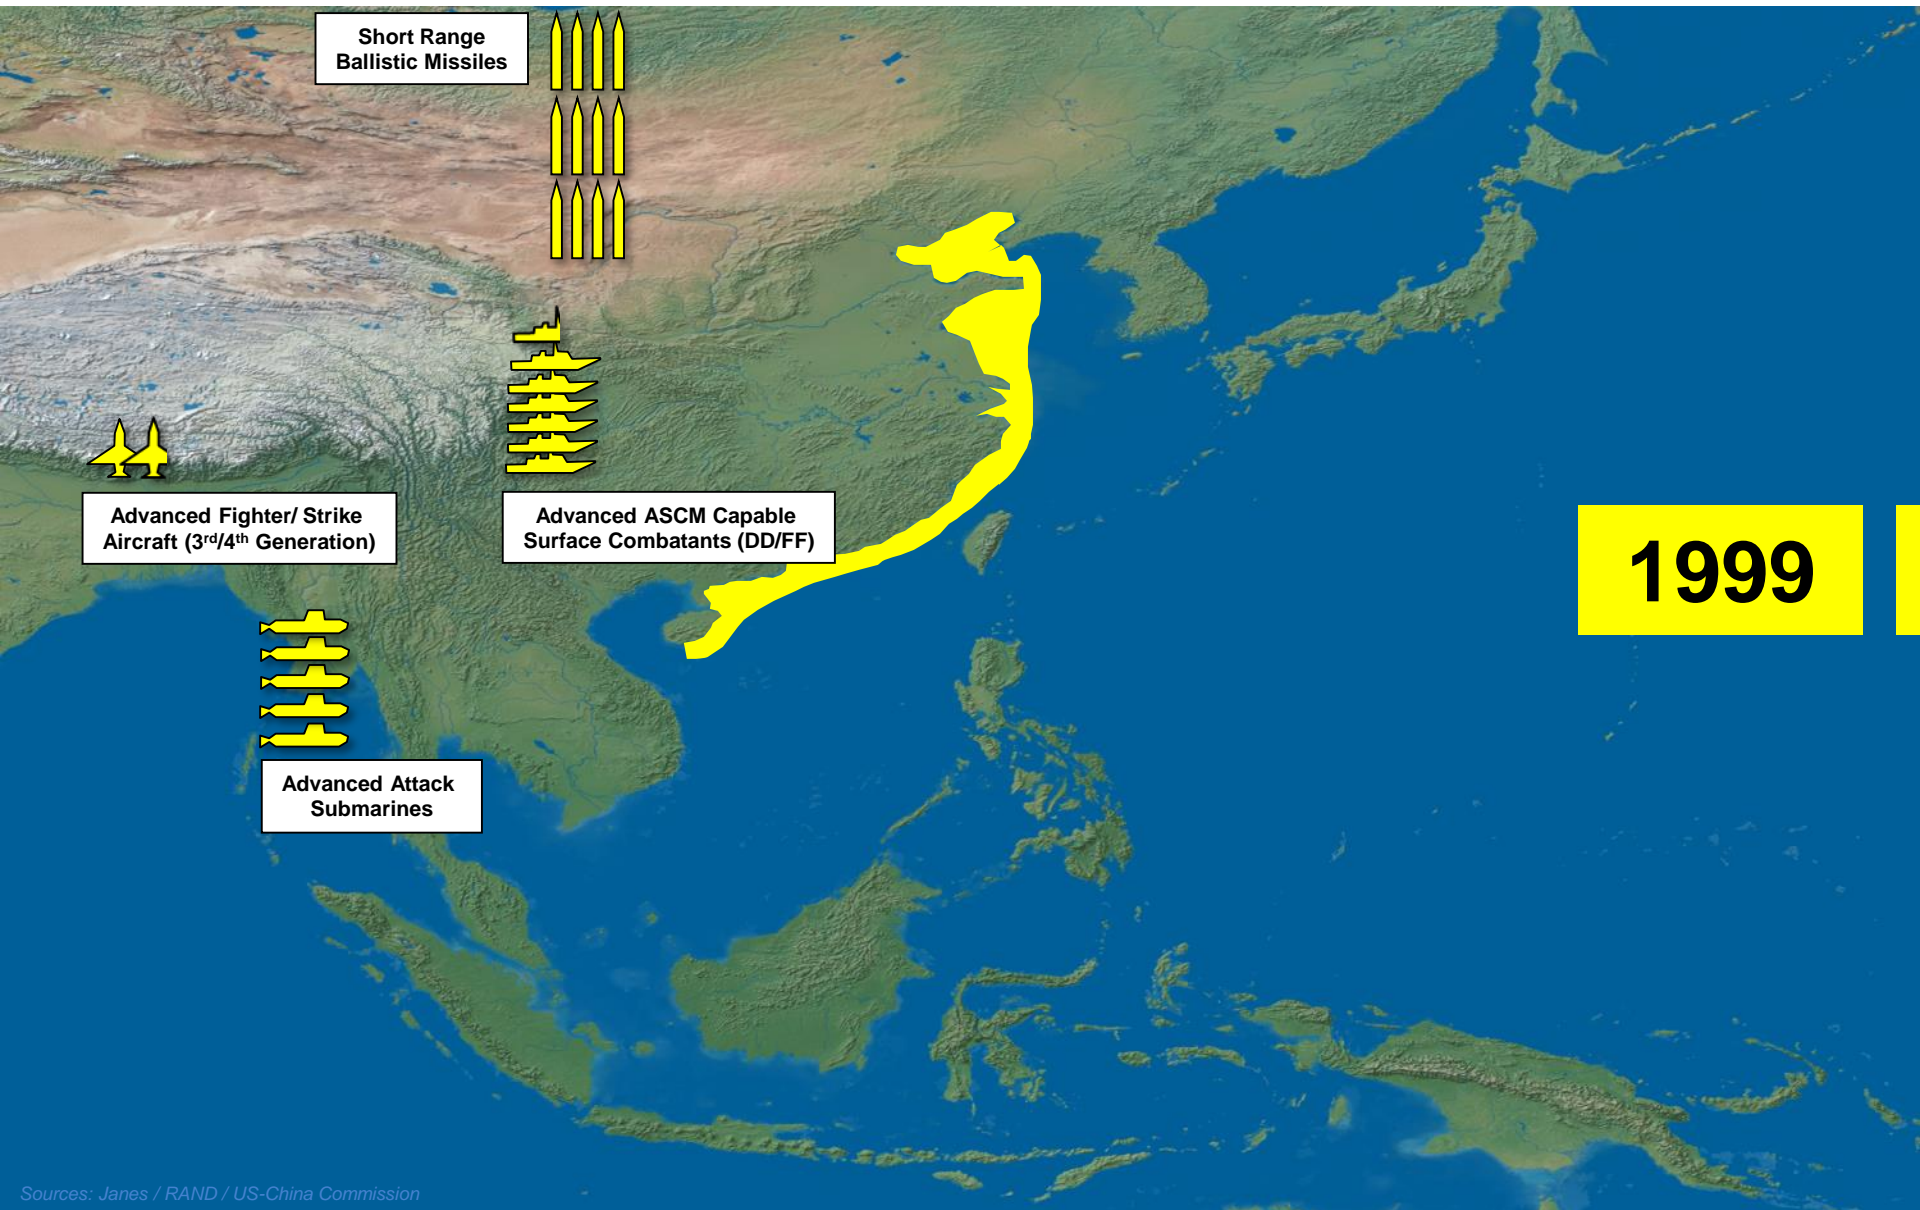 Short Range
Ballistic Missiles
Advanced Fighter/ Strike
Aircraft (3rd/4th Generation)
Advanced ASCM Capable
Surface Combatants (DD/FF)
1999
Advanced Attack
Submarines
Sources: Janes / RAND / US-China Commission